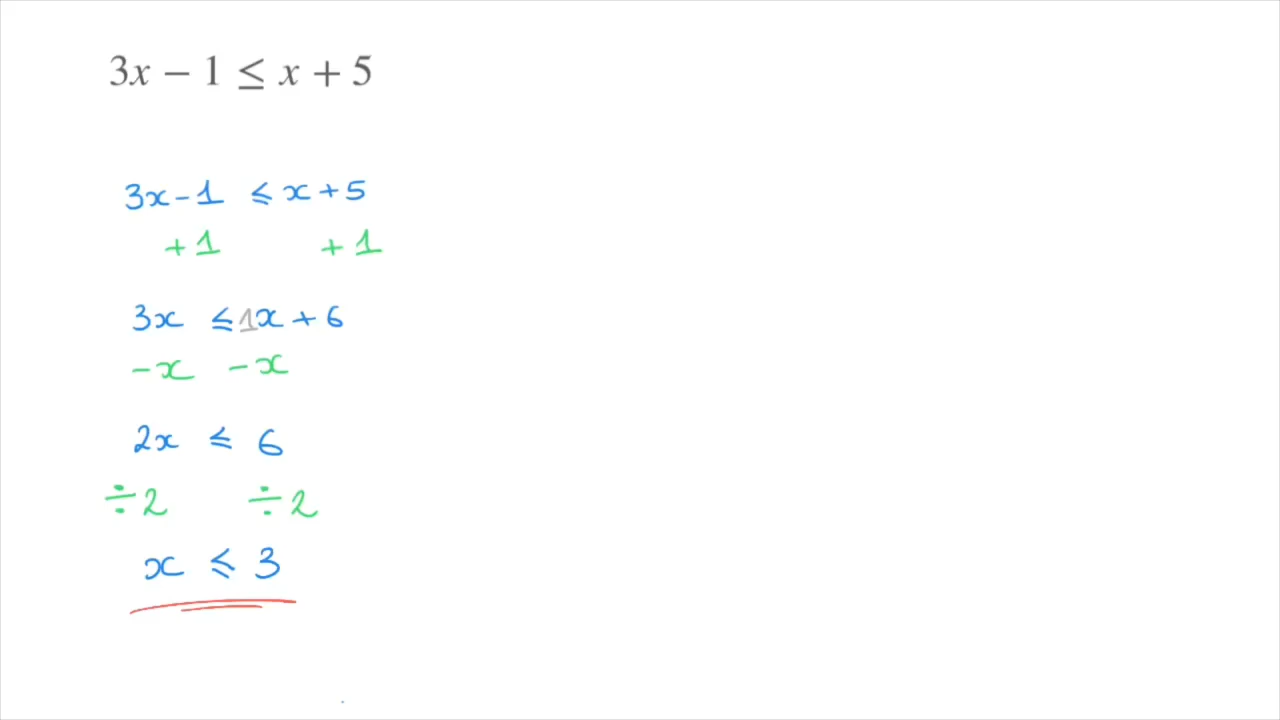 3x − 1 ≤ x + 5
3x − 1 ≤ x + 5
+ 1 + 1
3x ≤ 1x + 6
− x − x
2x ≤ 6
÷ 2 ÷ 2
x ≤ 3